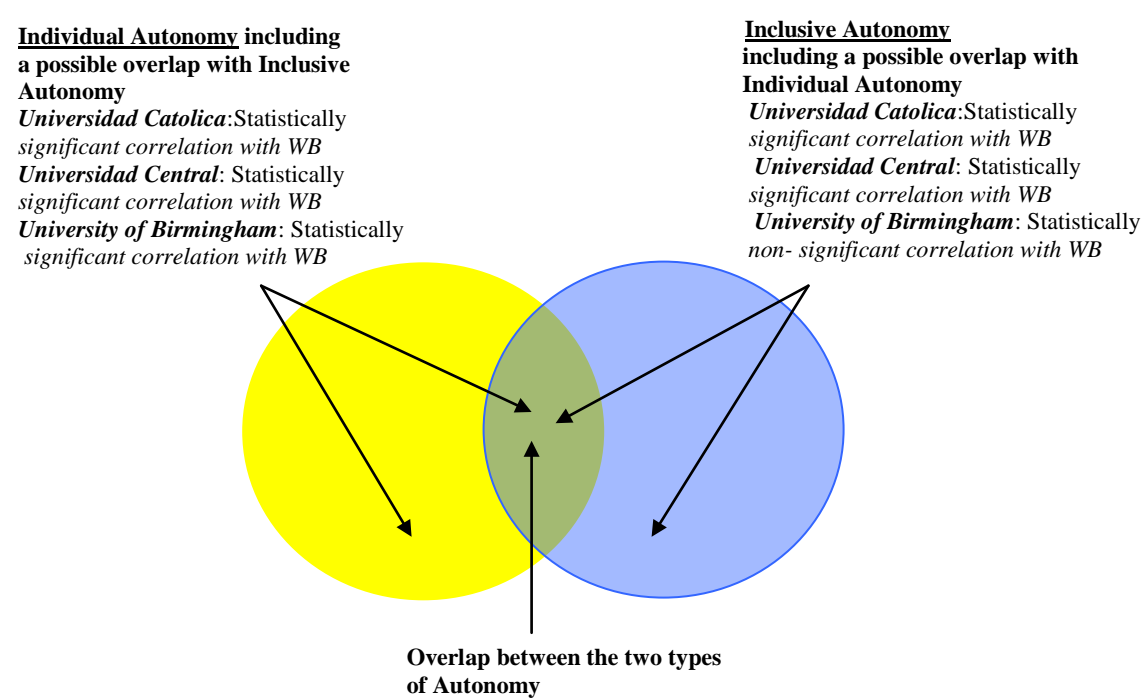 Individual Autonomy including
a possible overlap with Inclusive
Autonomy
Universidad Catolica:Statistically
significant correlation with WB
Universidad Central: Statistically
significant correlation with WB
University of Birmingham: Statistically
significant correlation with WB
Inclusive Autonomy
including a possible overlap with
Individual Autonomy
Universidad Catolica:Statistically
significant correlation with WB
Universidad Central: Statistically
significant correlation with WB
University of Birmingham: Statistically
non- significant correlation with WB
Overlap between the two types
of Autonomy